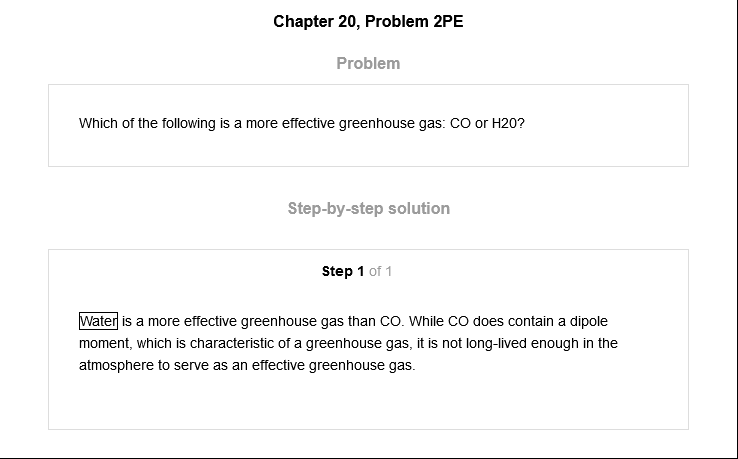 Chapter 20, Problem 2PE
Problem
Which of the following is a more effective greenhouse gas: CO or H20?
Step-by-step solution
Step 1 of 1
Water is a more effective greenhouse gas than CO. While CO does contain a dipole
moment, which is characteristic of a greenhouse gas, it is not long-lived enough in the
atmosphere to serve as an effective greenhouse gas.